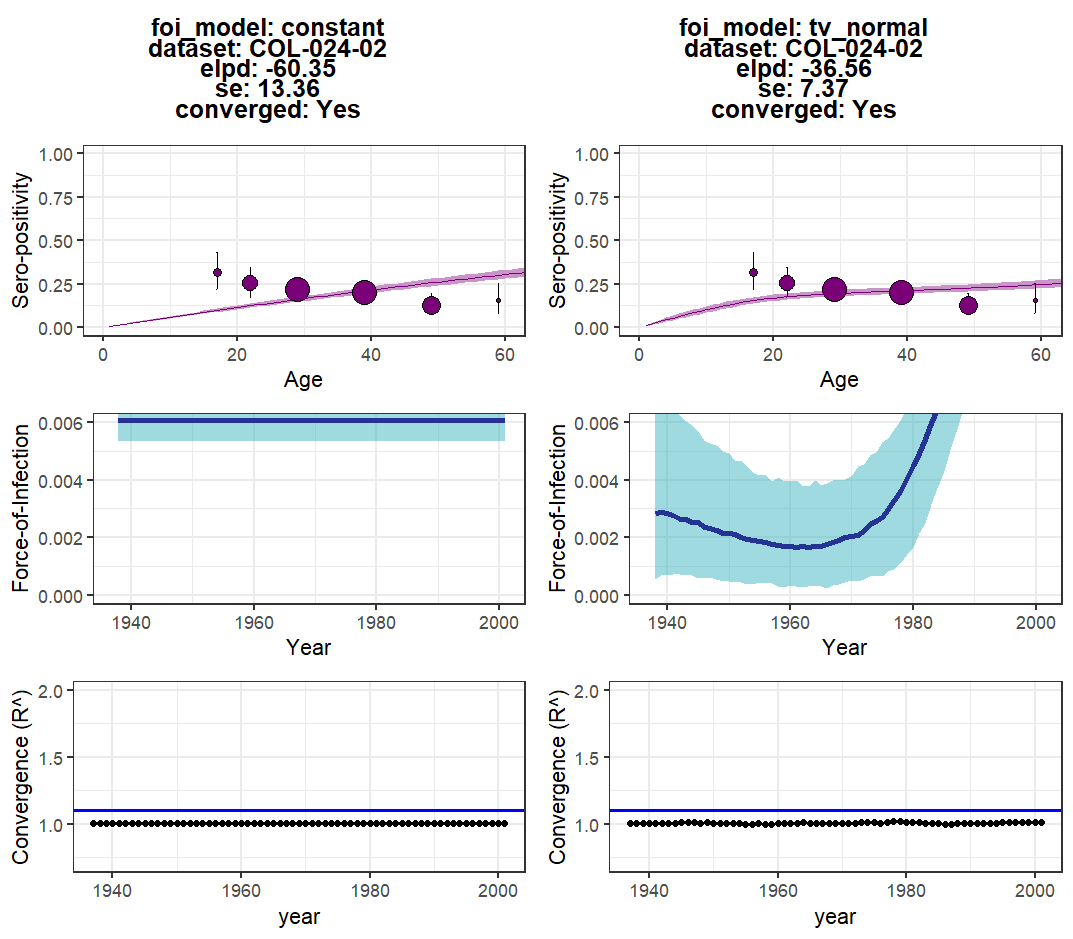 foi_model: constant
dataset: COL-024-02
elpd: -60.35
se: 13.36
converged: Yes
foi_model: tv_normal
dataset: COL-024-02
elpd: -36.56
se: 7.37
converged: Yes
Sero-positivity
1.00
0.75
0.50
0.25
0.00
0 20 40 60
Age
Sero-positivity
1.00
0.75
0.50
0.25
0.00
0 20 40 60
Age
Force-of-Infection
0.006
0.004
0.002
0.000
1940 1960 1980 2000
Year
Force-of-Infection
0.006
0.004
0.002
0.000
1940 1960 1980 2000
Year
Convergence (R^)
2.0
1.5
1.0
1940 1960 1980 2000
year
Convergence (R^)
2.0
1.5
1.0
1940 1960 1980 2000
year